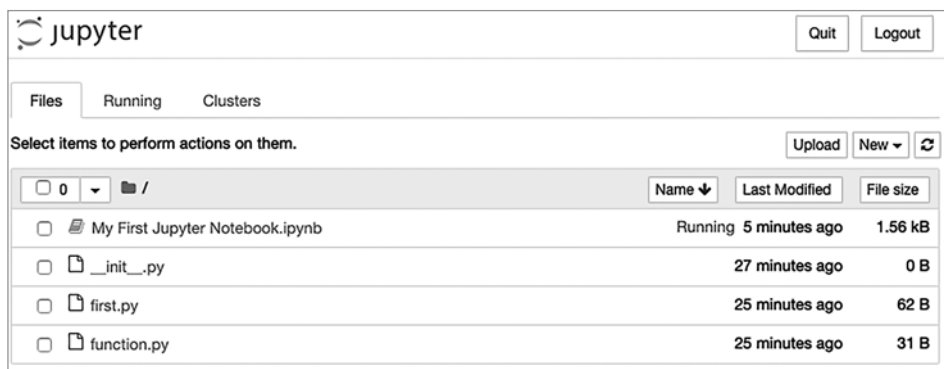 jupyter Quit Logout
Files Running Clusters
Select items to perform actions on them. Upload New
0 / Name Last Modified File size
My First Jupyter Notebook.ipynb Running 5 minutes ago 1.56 kB
__init__.py 27 minutes ago 0 B
first.py 25 minutes ago 62 B
function.py 25 minutes ago 31 B